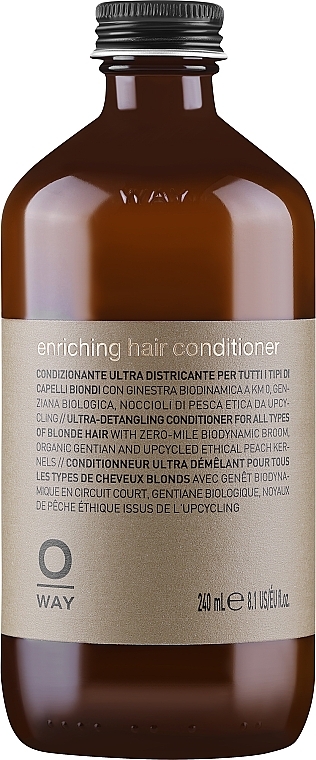 WAY
enriching hair conditioner
CONDIZIONANTE ULTRA DISTRICANTE PER TUTTI I TIPI DI
CAPELLI BIONDI CON GINESTRA BIODINAMICA A KM 0, GEN-
ZIANA BIOLOGICA, NOCCIOLI DI PESCA ETICA DA UPCY-
CLING // ULTRA-DETANGLING CONDITIONER FOR ALL TYPES
OF BLONDE HAIR WITH ZERO-MILE BIODYNAMIC BROOM,
ORGANIC GENTIAN AND UPCYCLED ETHICAL PEACH KER-
NELS // CONDITIONNEUR ULTRA DÉMÊLANT POUR TOUS
LES TYPES DE CHEVEUX BLONDS AVEC GENÊT BIODYNA-
MIQUE EN CIRCUIT COURT, GENTIANE BIOLOGIQUE, NOYAUX
DE PÊCHE ÉTHIQUE ISSUS DE L'UPCYCLING
O
WAY
240 mL ℮ 8.1 US/ÉU fl.oz.